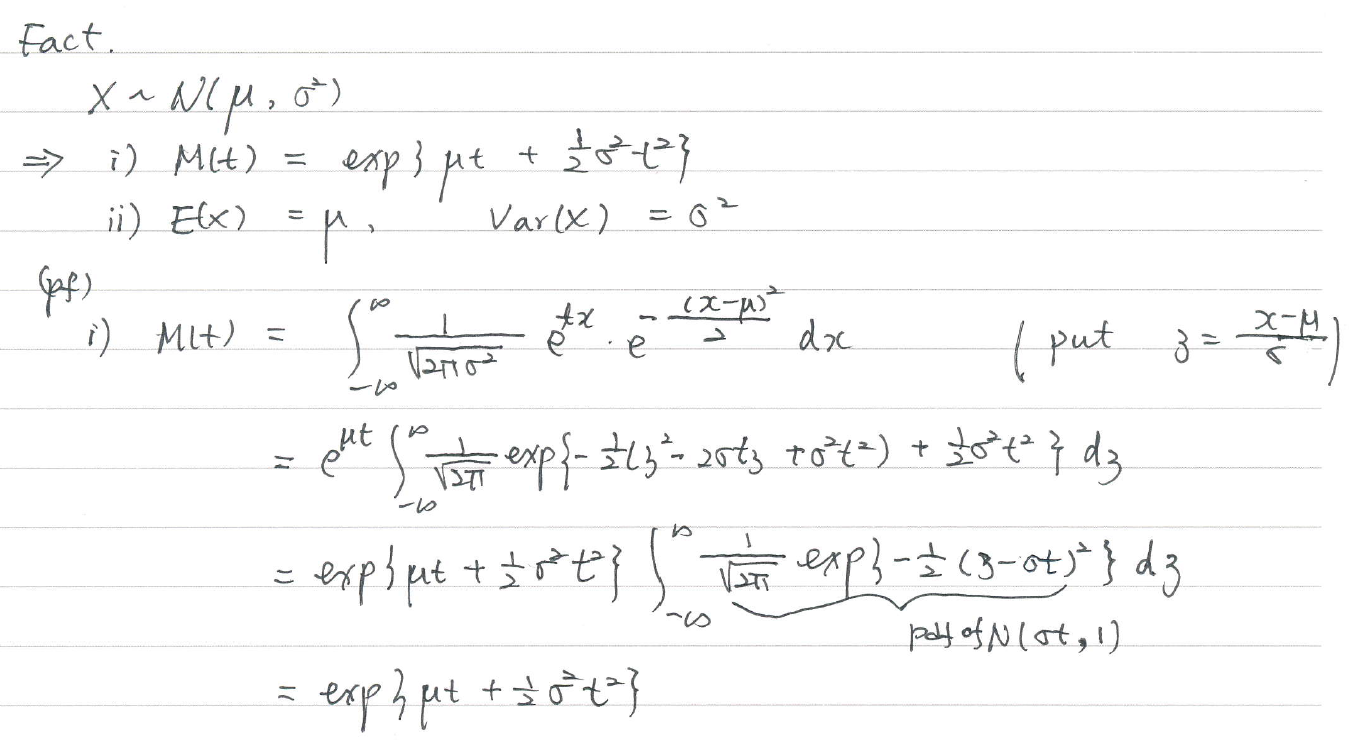 Fact.
X ~ N(μ, σ²)
⇒ i) M(t) = exp{μt + ½σ²t²}
ii) E(X) = μ, Var(X) = σ²
(pf)
i) M(t) = ∫_{-∞}^{∞} 1/√(2πσ²) e^{tx} · e^{-(x-μ)²/2} dx (put z = (x-μ)/σ)
= e^{μt} ∫_{-∞}^{∞} 1/√(2π) exp{-½(z² - 2σtz + σ²t²) + ½σ²t²} dz
= exp{μt + ½σ²t²} ∫_{-∞}^{∞} 1/√(2π) exp{-½(z-σt)²} dz
pdf of N(σt, 1)
= exp{μt + ½σ²t²}